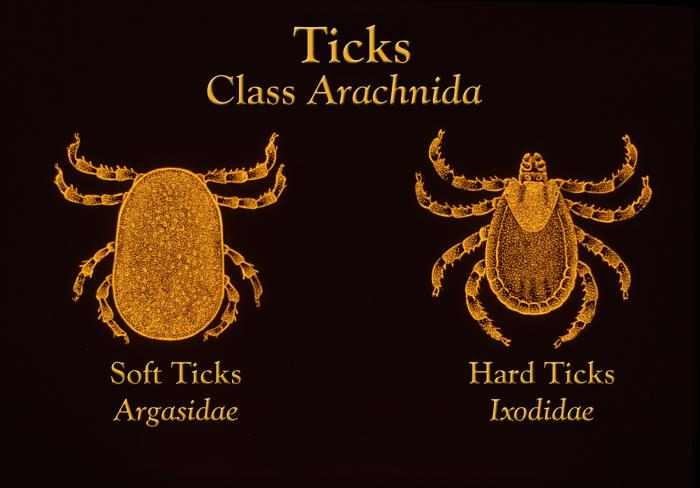 Ticks
Class Arachnida
Soft Ticks
Argasidae
Hard Ticks
Ixodidae